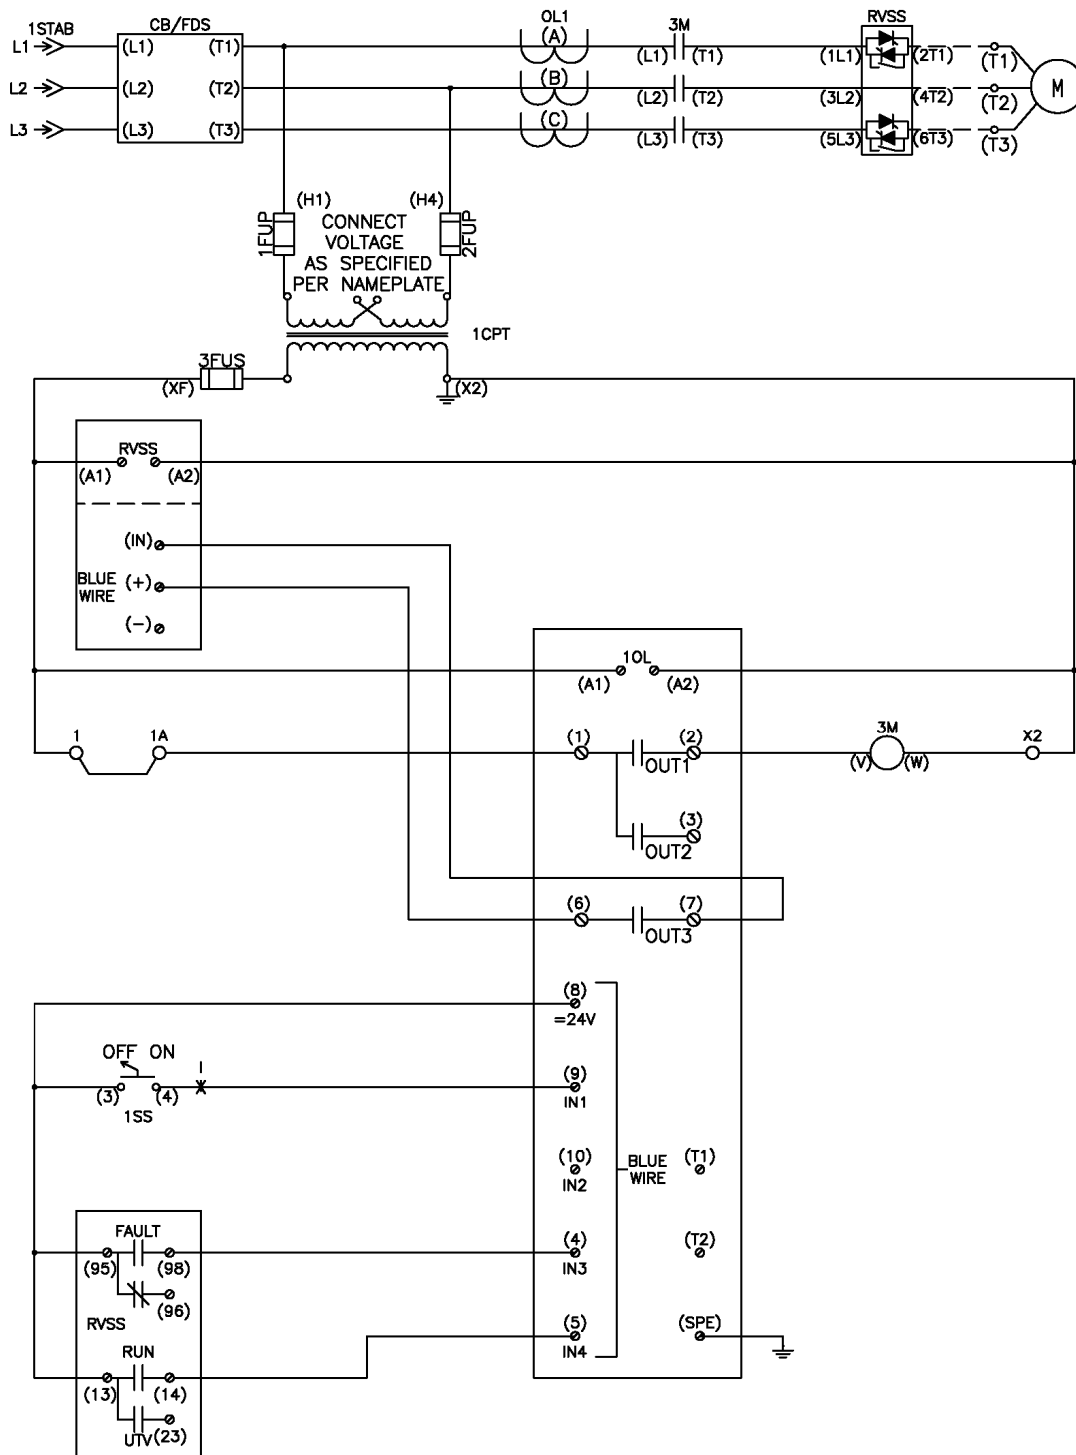 1STAB
CB/FDS
OL1
3M
RVSS
L1 (L1) (T1) (A) (L1) (T1) (1L1) (2T1) (T1)
L2 (L2) (T2) (B) (L2) (T2) (3L2) (4T2) (T2)
M
L3 (L3) (T3) (C) (L3) (T3) (5L3) (6T3) (T3)
(H1) (H4)
1FUP
2FUP
CONNECT
VOLTAGE
AS SPECIFIED
PER NAMEPLATE
1CPT
3FUS
(XF) (X2)
RVSS
(A1) (A2)
(IN)
BLUE
WIRE
(+)
(-)
1OL
(A1) (A2)
1 1A (1) (2) 3M X2
OUT1 (V) (W)
(3)
OUT2
(6) (7)
OUT3
(8)
=24V
OFF ON
(3) (4)
1SS
I
(9)
IN1
(10)
IN2
BLUE
WIRE
(T1)
FAULT
(95) (98)
(96)
RVSS
(4)
IN3
(T2)
RUN
(13) (14)
UTV (23)
(5)
IN4
(SPE)